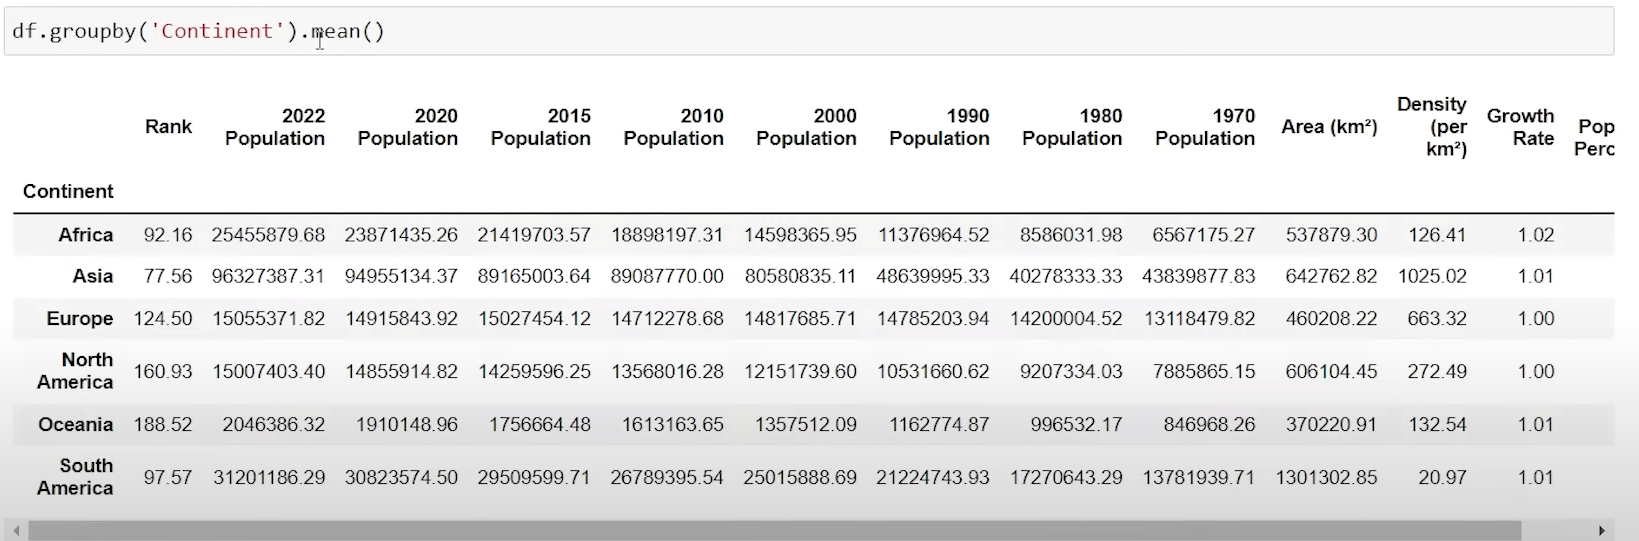 df.groupby('Continent').mean()
Rank 2022 Population 2020 Population 2015 Population 2010 Population 2000 Population 1990 Population 1980 Population 1970 Population Area (km²) Density (per km²) Growth Rate Pop Perc
Continent
Africa 92.16 25455879.68 23871435.26 21419703.57 18898197.31 14598365.95 11376964.52 8586031.98 6567175.27 537879.30 126.41 1.02
Asia 77.56 96327387.31 94955134.37 89165003.64 89087770.00 80580835.11 48639995.33 40278333.33 43839877.83 642762.82 1025.02 1.01
Europe 124.50 15055371.82 14915843.92 15027454.12 14712278.68 14817685.71 14785203.94 14200004.52 13118479.82 460208.22 663.32 1.00
North America 160.93 15007403.40 14855914.82 14259596.25 13568016.28 12151739.60 10531660.62 9207334.03 7885865.15 606104.45 272.49 1.00
Oceania 188.52 2046386.32 1910148.96 1756664.48 1613163.65 1357512.09 1162774.87 996532.17 846968.26 370220.91 132.54 1.01
South America 97.57 31201186.29 30823574.50 29509599.71 26789395.54 25015888.69 21224743.93 17270643.29 13781939.71 1301302.85 20.97 1.01